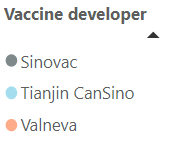 Vaccine developer
Sinovac
Tianjin CanSino
Valneva